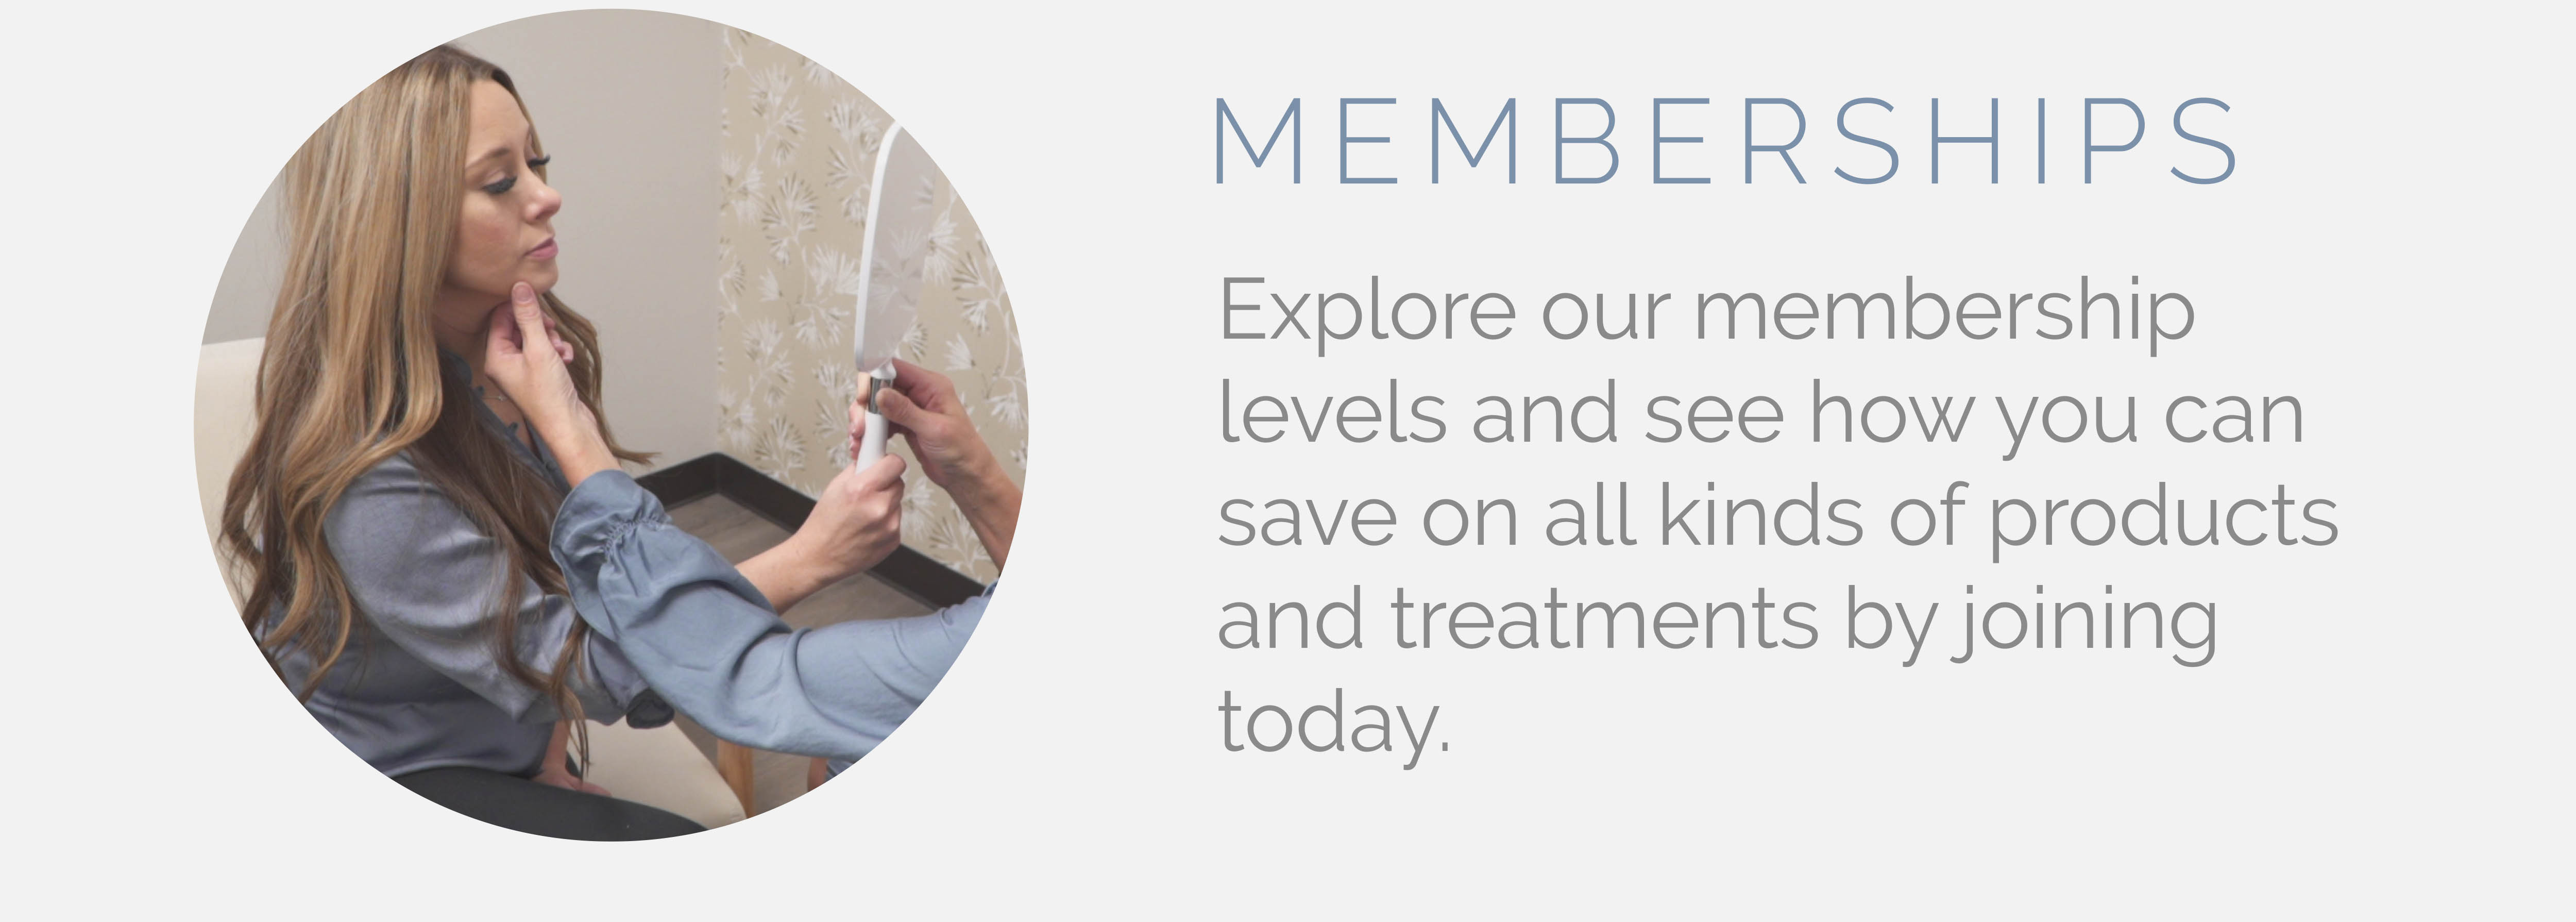 MEMBERSHIPS
Explore our membership
levels and see how you can
save on all kinds of products
and treatments by joining
today.